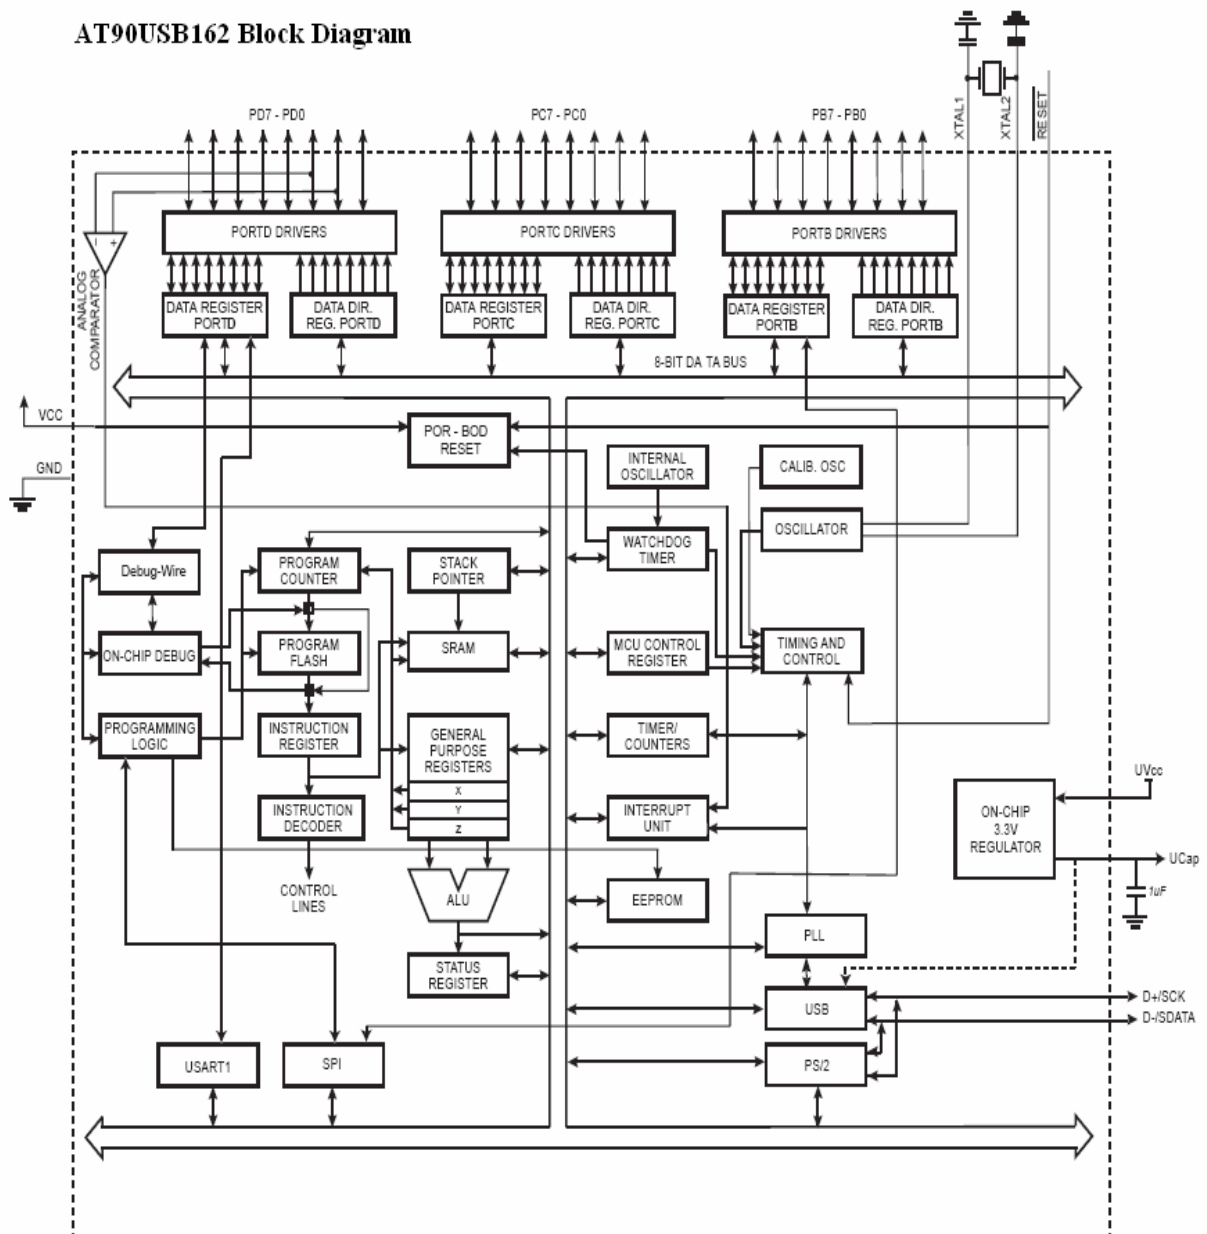 AT90USB162 Block Diagram
XTAL1
XTAL2
RESET
PD7 - PD0
PC7 - PC0
PB7 - PB0
PORTD DRIVERS
PORTC DRIVERS
PORTB DRIVERS
- +
ANALOG
COMPARATOR
DATA REGISTER
PORTD
DATA DIR.
REG. PORTD
DATA REGISTER
PORTC
DATA DIR.
REG. PORTC
DATA REGISTER
PORTB
DATA DIR.
REG. PORTB
8-BIT DA TA BUS
VCC
GND
POR - BOD
RESET
INTERNAL
OSCILLATOR
CALIB. OSC
WATCHDOG
TIMER
OSCILLATOR
Debug-Wire
PROGRAM
COUNTER
STACK
POINTER
ON-CHIP DEBUG
PROGRAM
FLASH
SRAM
MCU CONTROL
REGISTER
TIMING AND
CONTROL
PROGRAMMING
LOGIC
INSTRUCTION
REGISTER
GENERAL
PURPOSE
REGISTERS
X
Y
Z
TIMER/
COUNTERS
INSTRUCTION
DECODER
INTERRUPT
UNIT
UVcc
ON-CHIP
3.3V
REGULATOR
UCap
1uF
CONTROL
LINES
ALU
EEPROM
STATUS
REGISTER
PLL
USB
D+/SCK
D-/SDATA
USART1
SPI
PS/2